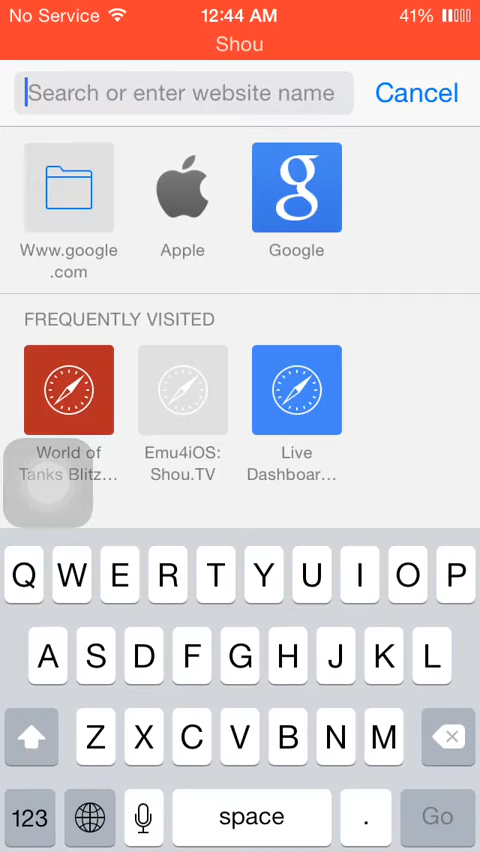 No Service 12:44 AM 41%
Shou
Search or enter website name Cancel
g
Www.google
.com
Apple
Google
FREQUENTLY VISITED
World of
Tanks Blitz...
Emu4iOS:
Shou.TV
Live
Dashboar...
Q W E R T Y U I O P
A S D F G H J K L
Z X C V B N M
123 space . Go